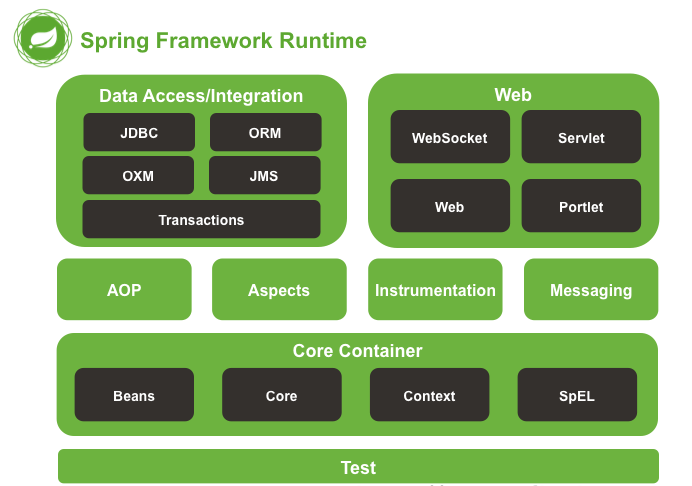 Spring Framework Runtime
Data Access/Integration
JDBC
ORM
OXM
JMS
Transactions
Web
WebSocket
Servlet
Web
Portlet
AOP
Aspects
Instrumentation
Messaging
Core Container
Beans
Core
Context
SpEL
Test